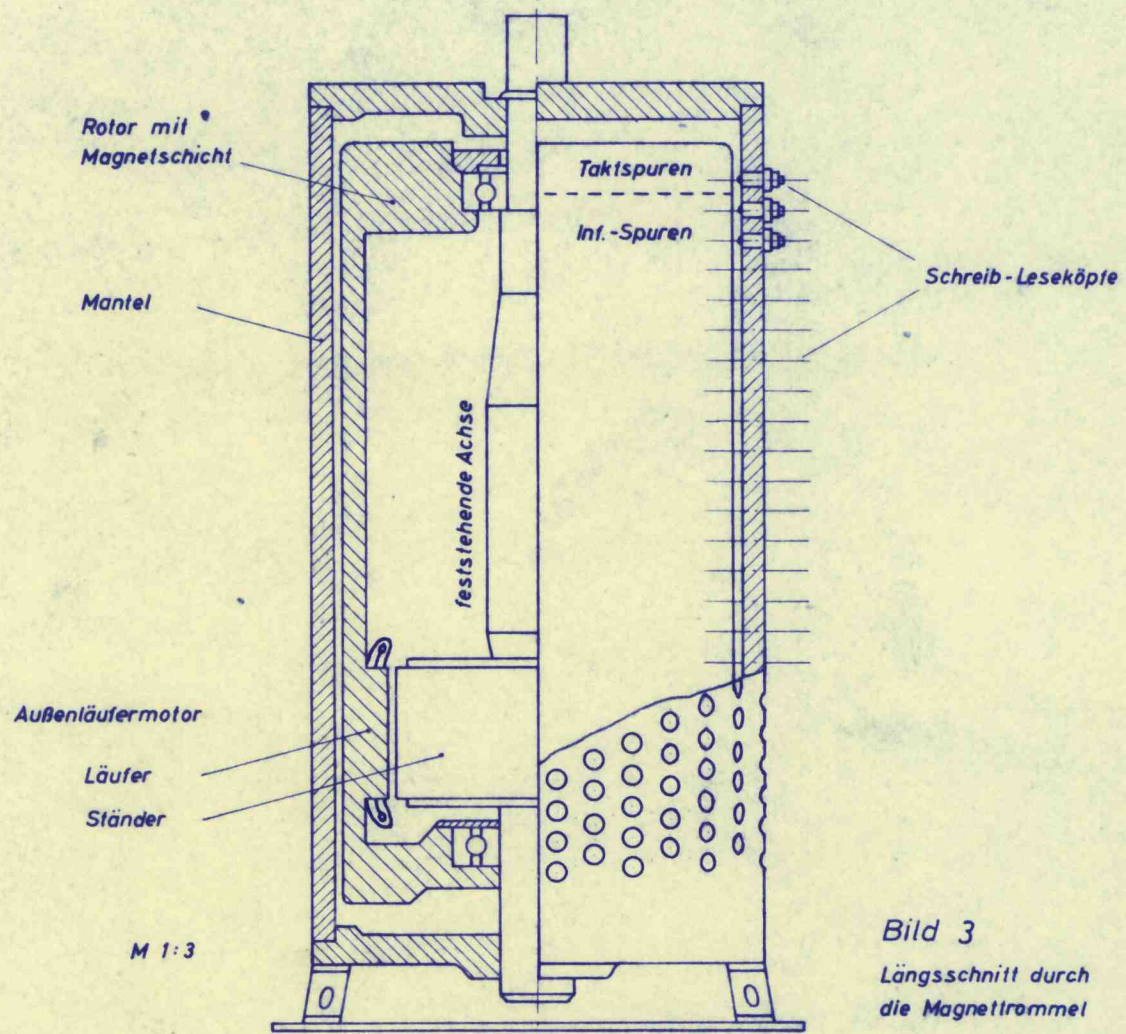 Rotor mit
Magnetschicht
Taktspuren
Inf.-Spuren
Schreib-Leseköpfe
Mantel
feststehende Achse
Außenläufermotor
Läufer
Ständer
M 1:3
Bild 3
Längsschnitt durch
die Magnettrommel